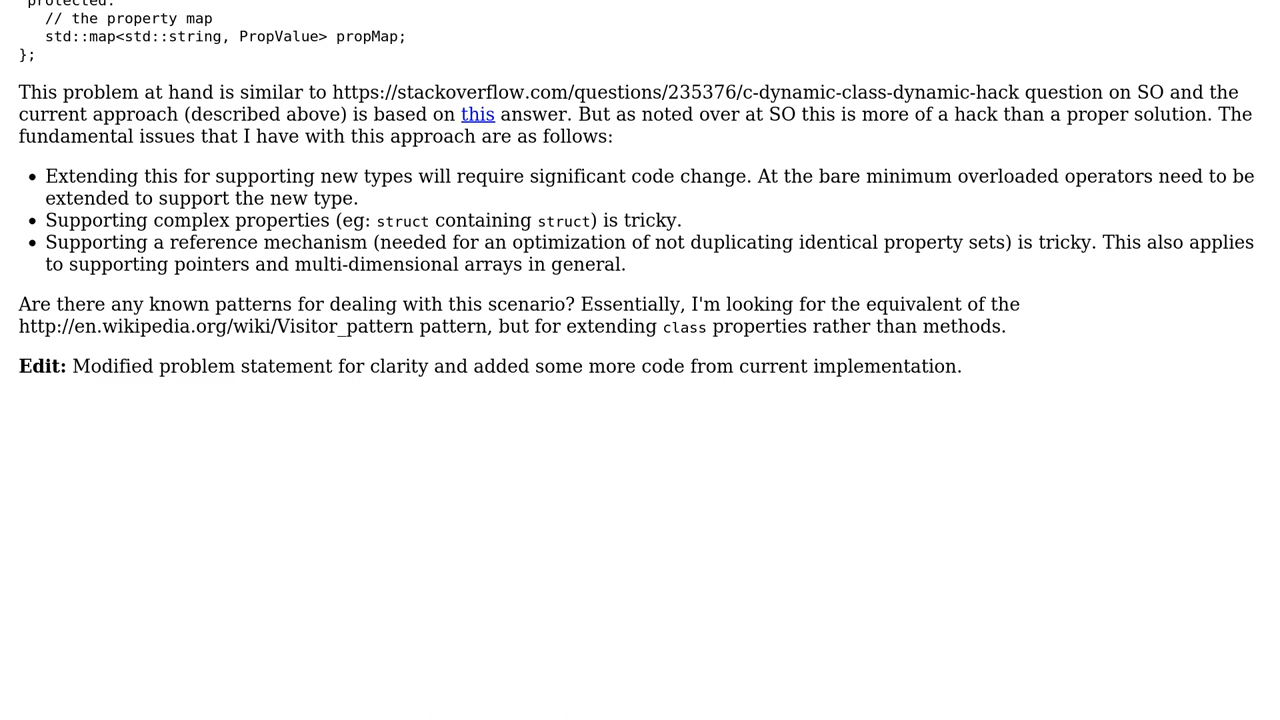 protected:
// the property map
std::map<std::string, PropValue> propMap;
};
This problem at hand is similar to https://stackoverflow.com/questions/235376/c-dynamic-class-dynamic-hack question on SO and the
current approach (described above) is based on this answer. But as noted over at SO this is more of a hack than a proper solution. The
fundamental issues that I have with this approach are as follows:
• Extending this for supporting new types will require significant code change. At the bare minimum overloaded operators need to be
extended to support the new type.
• Supporting complex properties (eg: struct containing struct) is tricky.
• Supporting a reference mechanism (needed for an optimization of not duplicating identical property sets) is tricky. This also applies
to supporting pointers and multi-dimensional arrays in general.
Are there any known patterns for dealing with this scenario? Essentially, I'm looking for the equivalent of the
http://en.wikipedia.org/wiki/Visitor_pattern pattern, but for extending class properties rather than methods.
Edit: Modified problem statement for clarity and added some more code from current implementation.